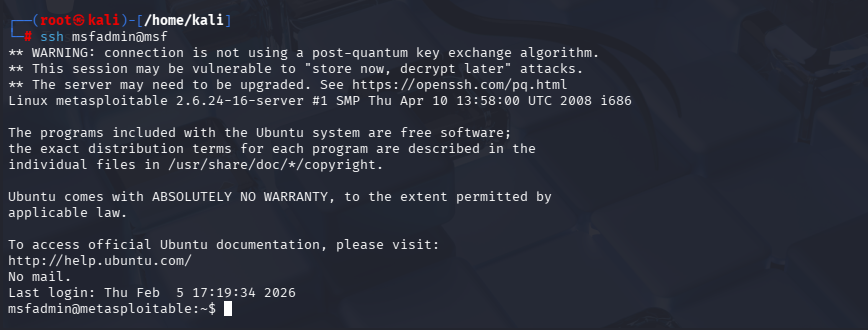 ┌──(root㉿kali)-[/home/kali]
└─# ssh msfadmin@msf
** WARNING: connection is not using a post-quantum key exchange algorithm.
** This session may be vulnerable to "store now, decrypt later" attacks.
** The server may need to be upgraded. See https://openssh.com/pq.html
Linux metasploitable 2.6.24-16-server #1 SMP Thu Apr 10 13:58:00 UTC 2008 i686

The programs included with the Ubuntu system are free software;
the exact distribution terms for each program are described in the
individual files in /usr/share/doc/*/copyright.

Ubuntu comes with ABSOLUTELY NO WARRANTY, to the extent permitted by
applicable law.

To access official Ubuntu documentation, please visit:
http://help.ubuntu.com/
No mail.
Last login: Thu Feb  5 17:19:34 2026
msfadmin@metasploitable:~$